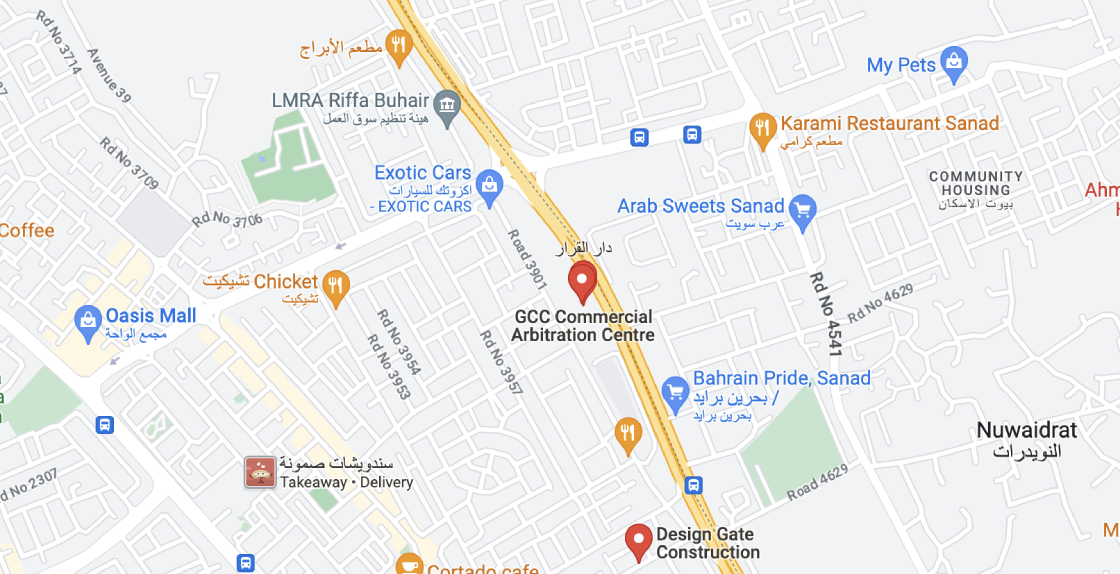 Rd No 3714
Avenue 39
مطعم الأبراج
My Pets
LMRA Riffa Buhair
هيئة تنظيم سوق العمل
Karami Restaurant Sanad
مطعم كرامي
Rd No 3709
Exotic Cars
اكزوتك للسيارات
- EXOTIC CARS
COMMUNITY
HOUSING
بيوت الاسكان
Arab Sweets Sanad
عرب سويت
Rd No 3706
Coffee
Road 3901
دار القرار
تشيكيت Chicket
تشيكيت
Rd No 4629
Rd No 4541
Oasis Mall
مجمع الواحة
GCC Commercial
Arbitration Centre
Rd No 3954
Rd No 3953
Rd No 3957
Bahrain Pride, Sanad
/ بحرين برايد
بحرين برايد
Nuwaidrat
النويدرات
سندويشات صمونة
Takeaway • Delivery
Road 4629
No 2307
Design Gate
Construction
Cortado cafe